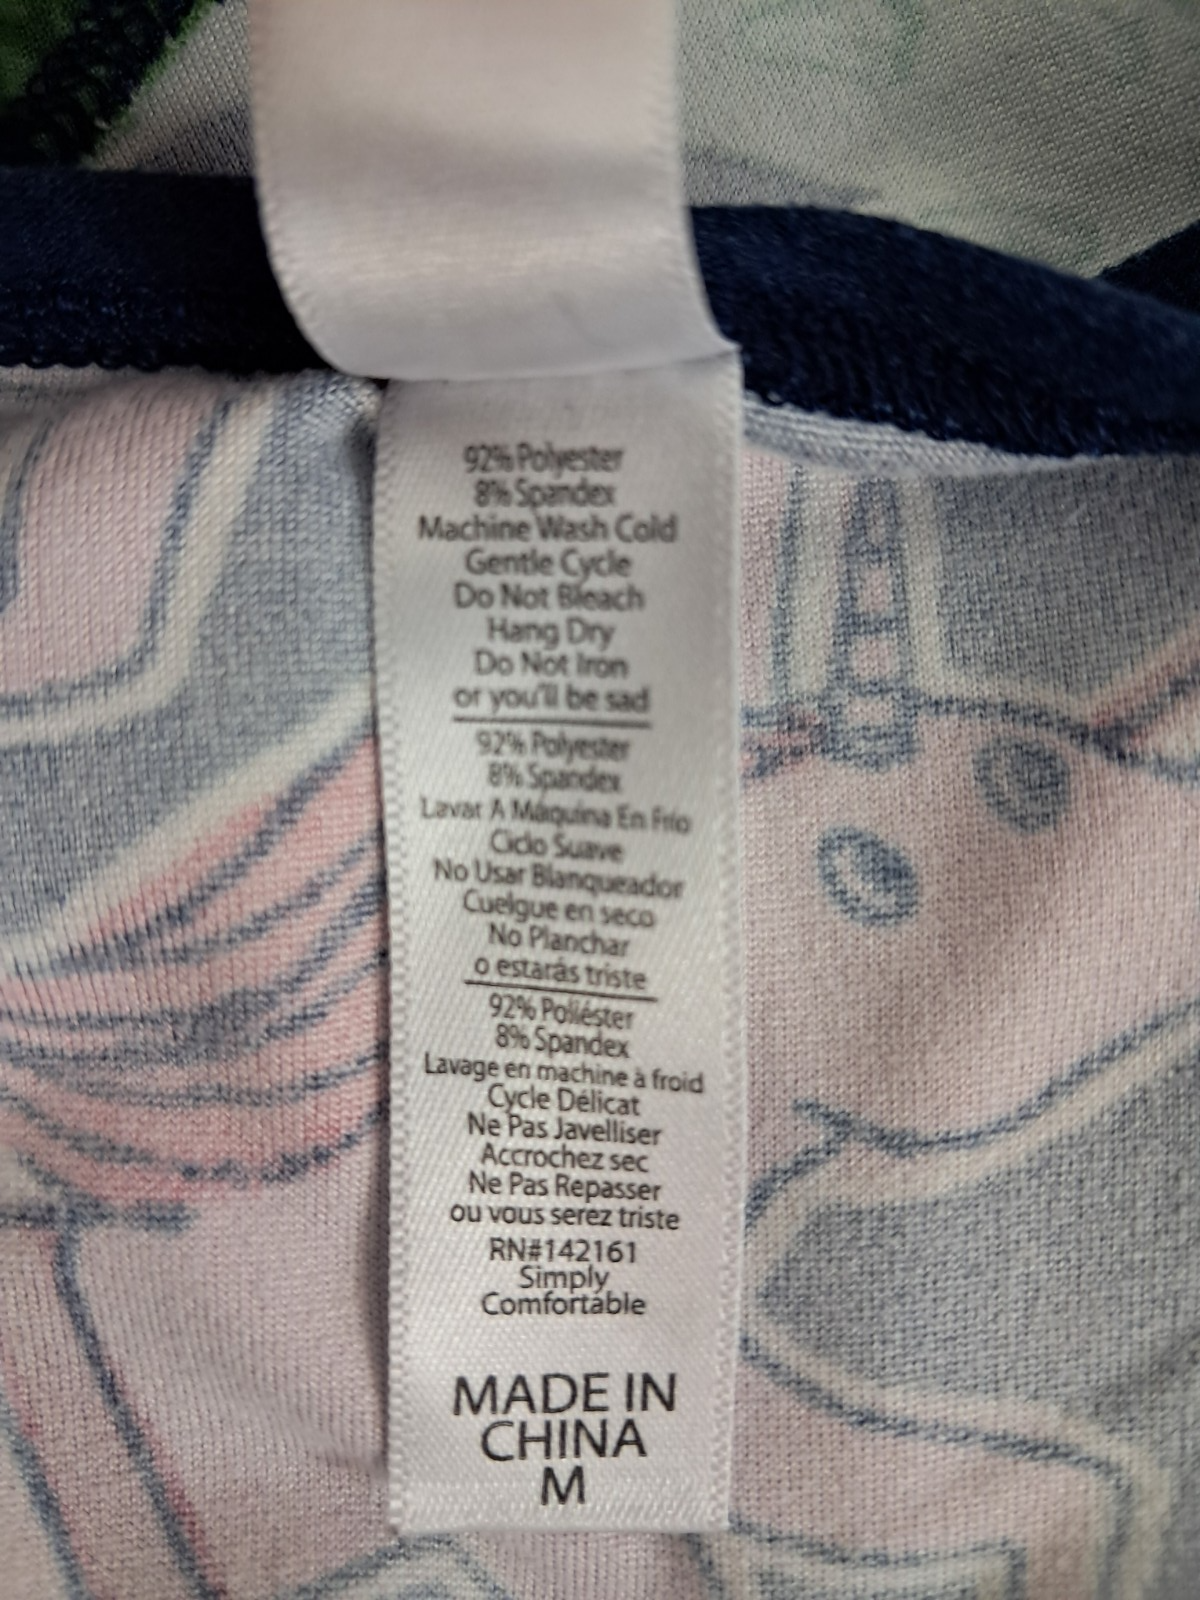 92% Polyester
8% Spandex
Machine Wash Cold
Gentle Cycle
Do Not Bleach
Hang Dry
Do Not Iron
or you'll be sad
92% Polyester
8% Spandex
Lavar A Máquina En Frío
Ciclo Suave
No Usar Blanqueador
Cuelgue en seco
No Planchar
o estarás triste
92% Poliéster
8% Spandex
Lavage en machine à froid
Cycle Délicat
Ne Pas Javelliser
Accrochez sec
Ne Pas Repasser
ou vous serez triste
RN#142161
Simply
Comfortable
MADE IN
CHINA
M